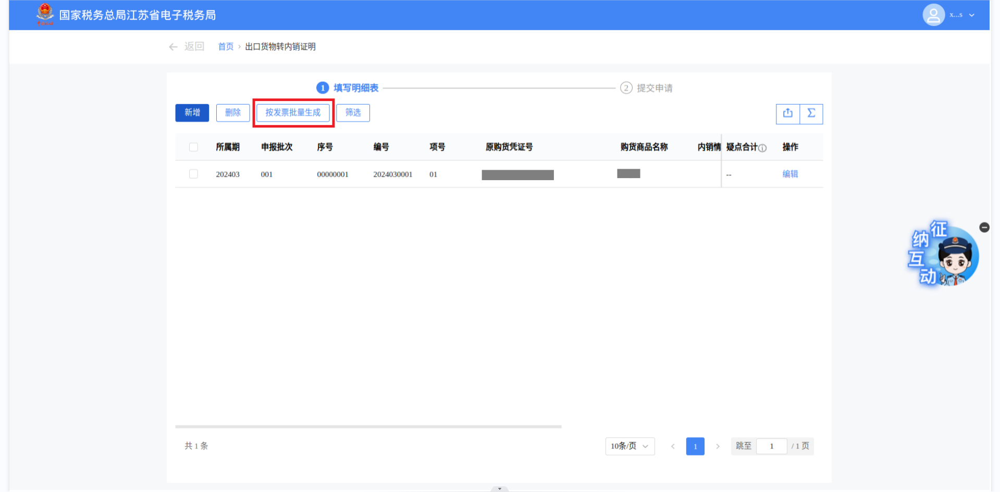 国家税务总局江苏省电子税务局
x...s
← 返回 首页 › 出口货物转内销证明
1 填写明细表 2 提交申请
新增 删除 按发票批量生成 筛选 Σ
所属期 申报批次 序号 编号 项号 原购货凭证号 购货商品名称 内销情 疑点合计 操作
202403 001 00000001 2024030001 01 -- 编辑
征
纳
互
动
共 1 条
10条/页 < 1 > 跳至 1 / 1 页